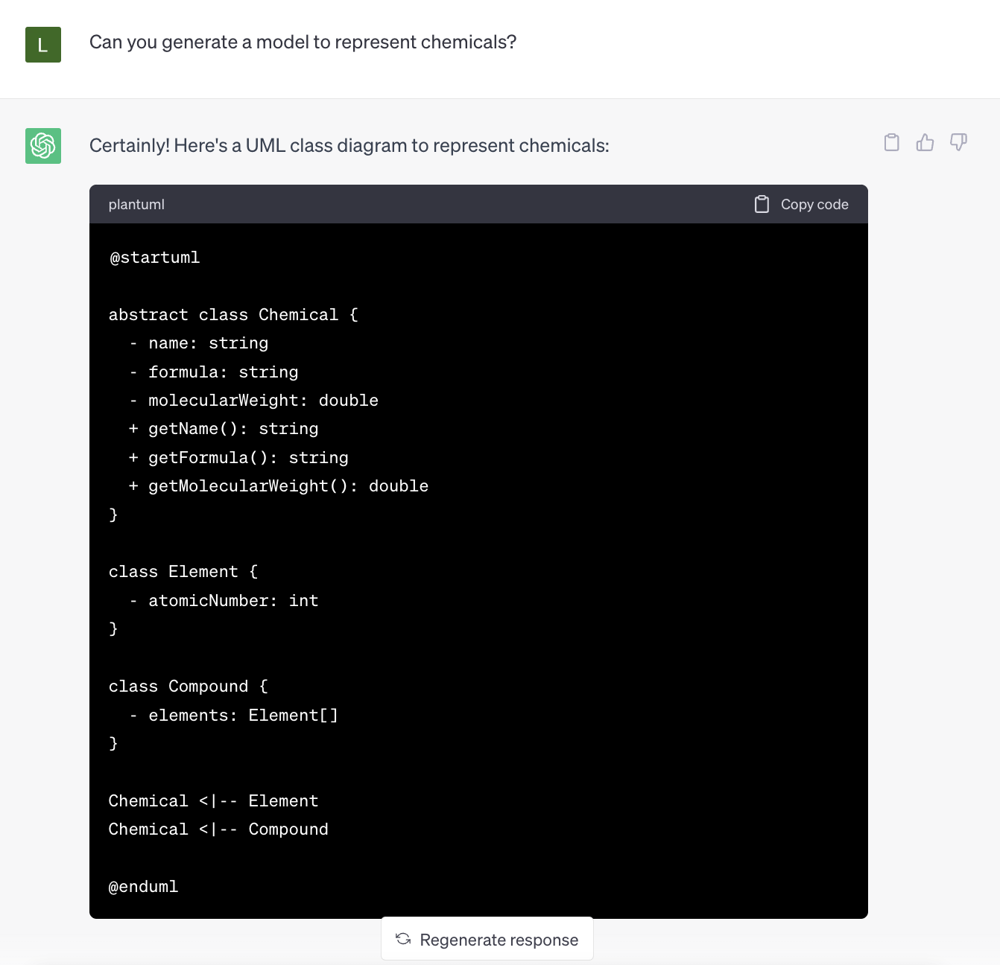 L
Can you generate a model to represent chemicals?
Certainly! Here's a UML class diagram to represent chemicals:
plantuml
Copy code
@startuml
abstract class Chemical {
  - name: string
  - formula: string
  - molecularWeight: double
  + getName(): string
  + getFormula(): string
  + getMolecularWeight(): double
}
class Element {
  - atomicNumber: int
}
class Compound {
  - elements: Element[]
}
Chemical <|-- Element
Chemical <|-- Compound
@enduml
Regenerate response